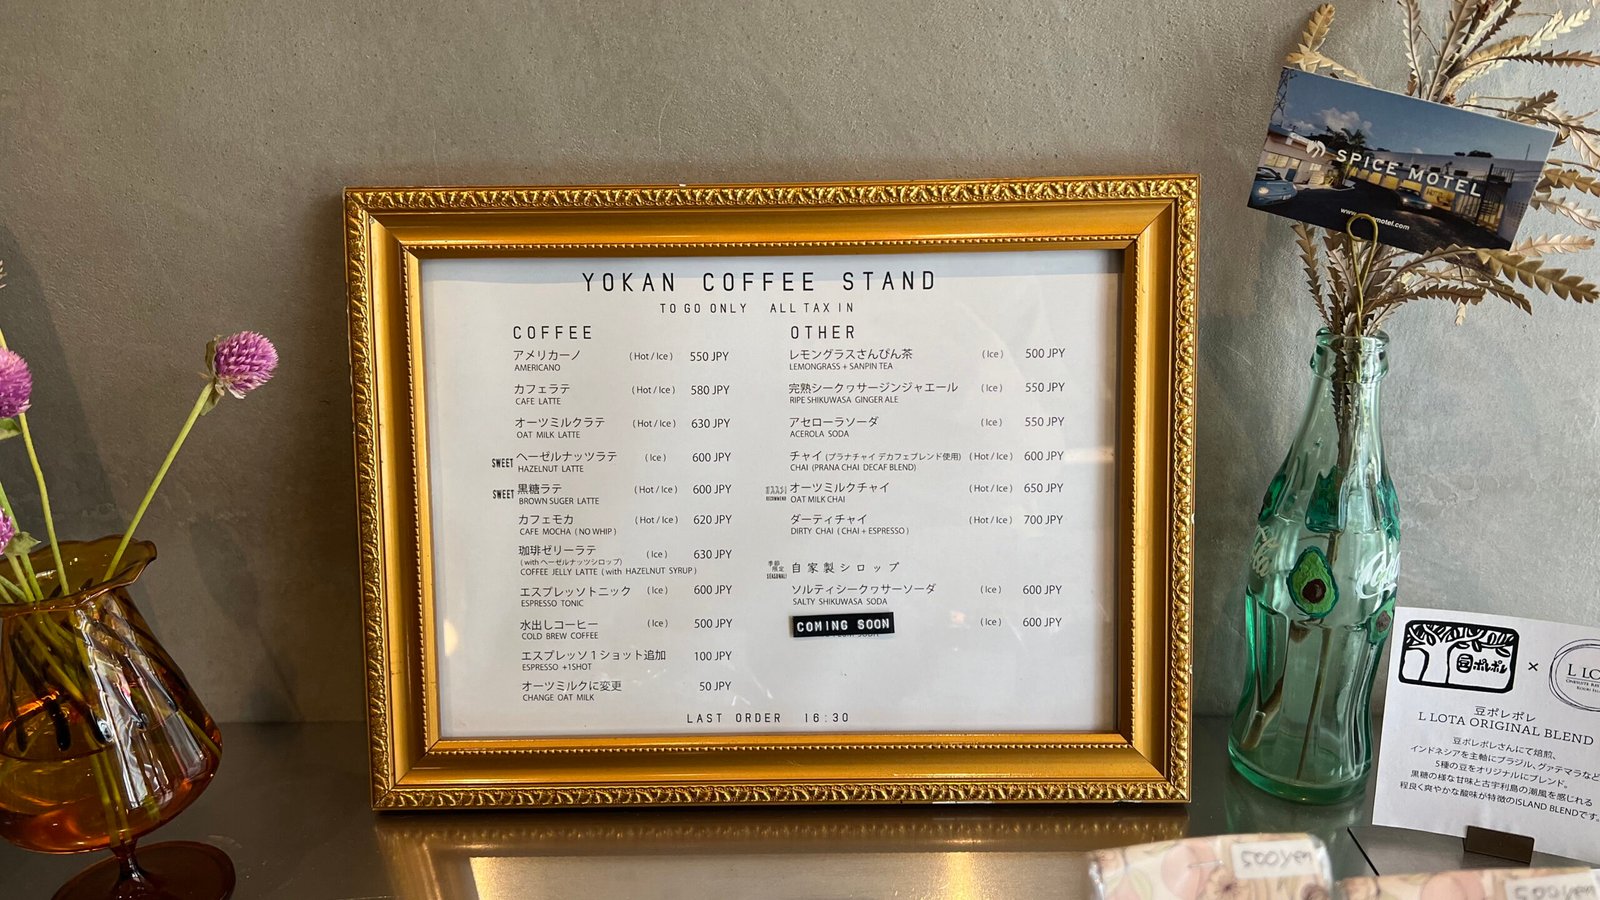 YOKAN COFFEE STAND
TO GO ONLY ALL TAX IN
COFFEE
アメリカーノ (Hot / Ice) 550 JPY
AMERICANO
カフェラテ (Hot / Ice) 580 JPY
CAFE LATTE
オーツミルクラテ (Hot / Ice) 630 JPY
OAT MILK LATTE
SWEET ヘーゼルナッツラテ (Ice) 600 JPY
HAZELNUT LATTE
SWEET 黒糖ラテ (Hot / Ice) 600 JPY
BROWN SUGER LATTE
カフェモカ (Hot / Ice) 620 JPY
CAFE MOCHA (NO WHIP)
珈琲ゼリーラテ (Ice) 630 JPY
(with ヘーゼルナッツシロップ)
COFFEE JELLY LATTE (with HAZELNUT SYRUP)
エスプレッソトニック (Ice) 600 JPY
ESPRESSO TONIC
水出しコーヒー (Ice) 500 JPY
COLD BREW COFFEE
エスプレッソ1ショット追加 100 JPY
ESPRESSO +1SHOT
オーツミルクに変更 50 JPY
CHANGE OAT MILK
OTHER
レモングラスさんぴん茶 (Ice) 500 JPY
LEMONGRASS + SANPIN TEA
完熟シークヮサージンジャエール (Ice) 550 JPY
RIPE SHIKUWASA GINGER ALE
アセローラソーダ (Ice) 550 JPY
ACEROLA SODA
チャイ (プラナチャイ デカフェブレンド使用) (Hot / Ice) 600 JPY
CHAI (PRANA CHAI DECAF BLEND)
オススメ! オーツミルクチャイ (Hot / Ice) 650 JPY
RECOMMEND OAT MILK CHAI
ダーティチャイ (Hot / Ice) 700 JPY
DIRTY CHAI (CHAI + ESPRESSO)
季節限定 自家製シロップ
SEASONAL!
ソルティシークヮサーソーダ (Ice) 600 JPY
SALTY SHIKUWASA SODA
COMING SOON (Ice) 600 JPY
LAST ORDER 16:30
SPICE MOTEL
豆ポレポレ
×
L LO
豆ポレポレ
L LOTA ORIGINAL BLEND
豆ポレポレさんにて焙煎、
インドネシアを主軸にブラジル、グァテマラなど
5種の豆をオリジナルにブレンド。
黒糖の様な甘味と古宇利島の潮風を感じれる
程良く爽やかな酸味が特徴のISLAND BLENDです。